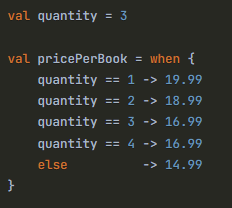 val quantity = 3

val pricePerBook = when {
    quantity == 1 -> 19.99
    quantity == 2 -> 18.99
    quantity == 3 -> 16.99
    quantity == 4 -> 16.99
    else          -> 14.99
}